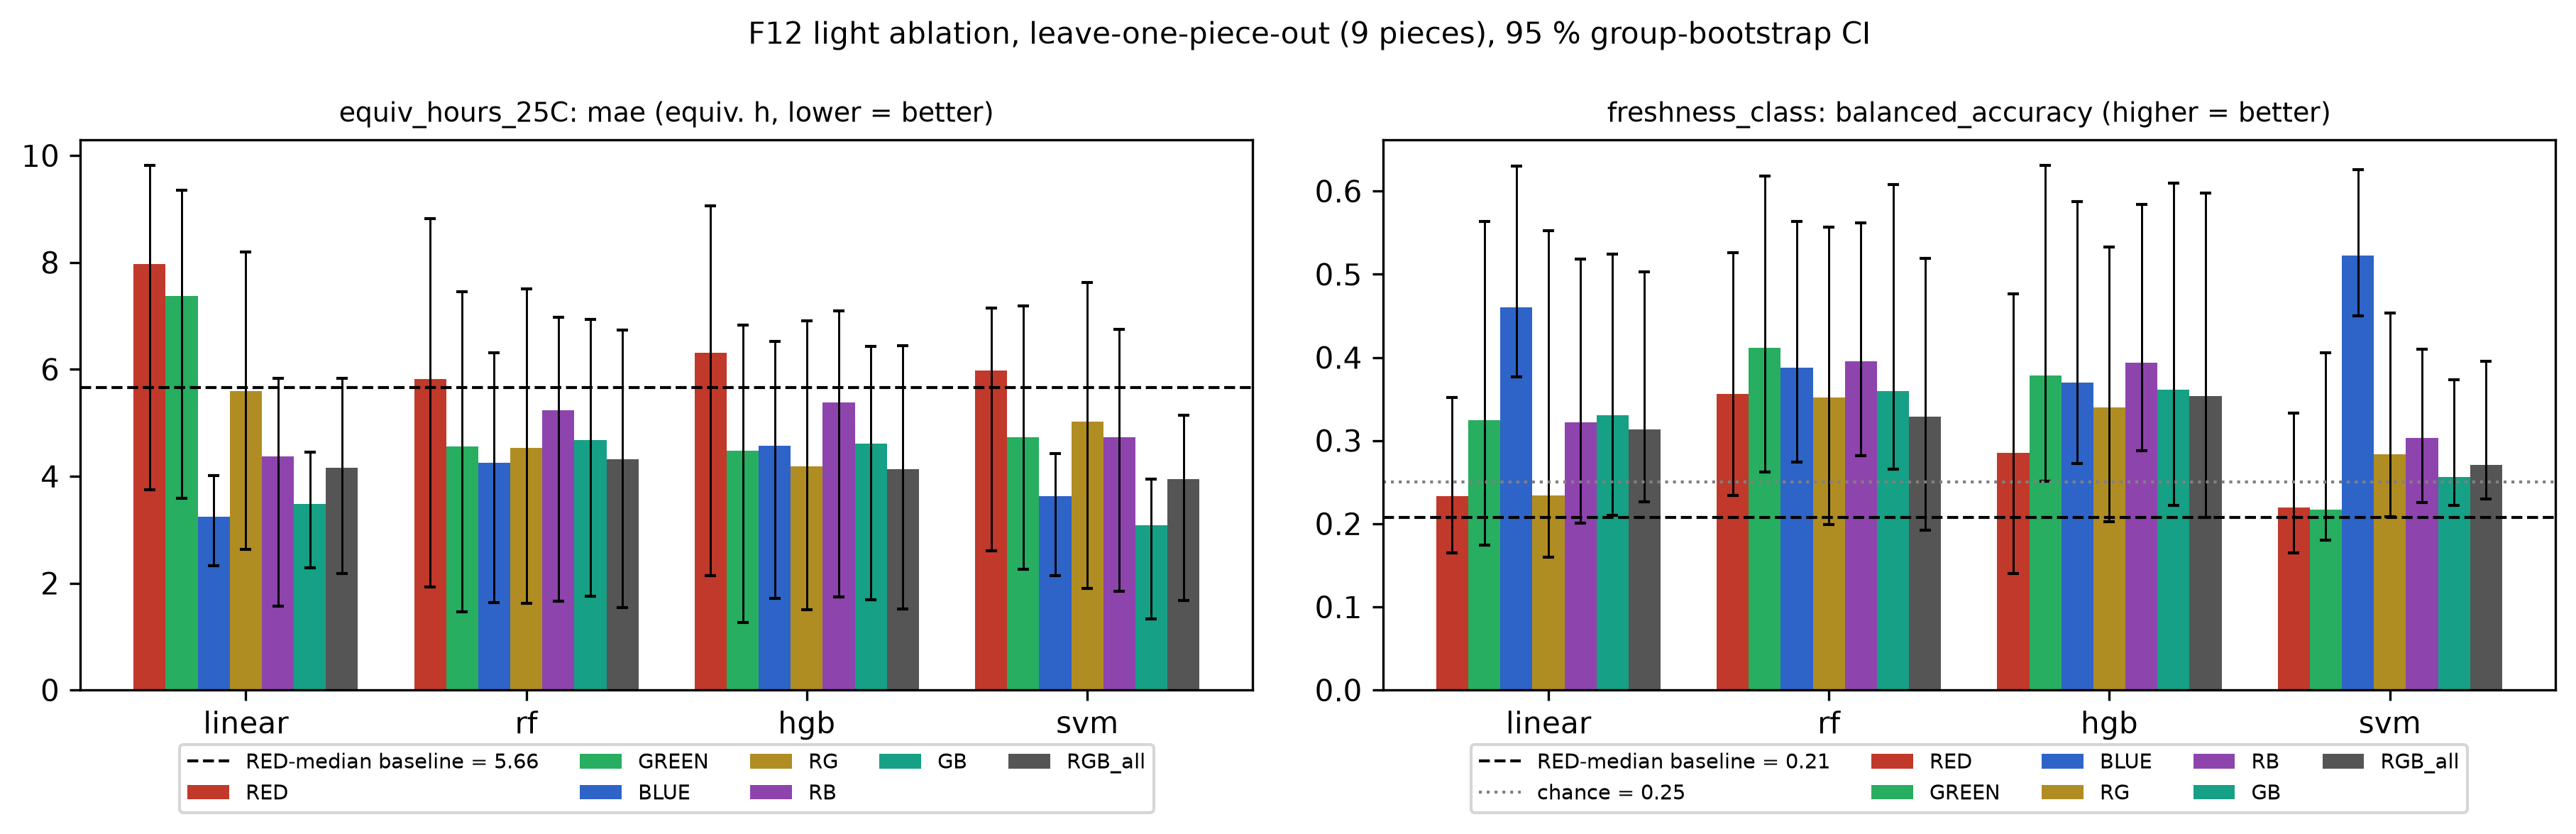 F12 light ablation, leave-one-piece-out (9 pieces), 95 % group-bootstrap CI
equiv_hours_25C: mae (equiv. h, lower = better)
10
8
6
4
2
0
linear rf hgb svm
RED-median baseline = 5.66 GREEN RG GB RGB_all
RED BLUE RB
freshness_class: balanced_accuracy (higher = better)
0.6
0.5
0.4
0.3
0.2
0.1
0.0
linear rf hgb svm
RED-median baseline = 0.21 RED BLUE RB RGB_all
chance = 0.25 GREEN RG GB